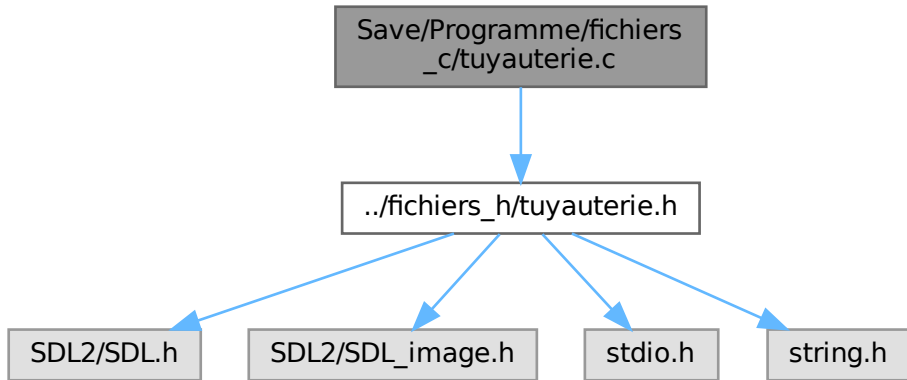 Save/Programme/fichiers
_c/tuyauterie.c
../fichiers_h/tuyauterie.h
SDL2/SDL.h
SDL2/SDL_image.h
stdio.h
string.h